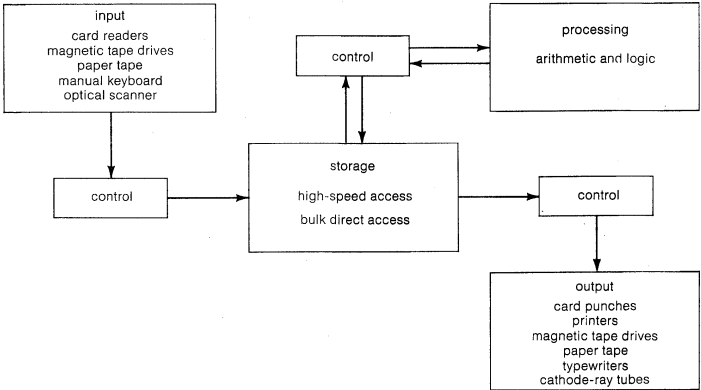 input
card readers
magnetic tape drives
paper tape
manual keyboard
optical scanner
control
processing
arithmetic and logic
control
storage
high-speed access
bulk direct access
control
output
card punches
printers
magnetic tape drives
paper tape
typewriters
cathode-ray tubes